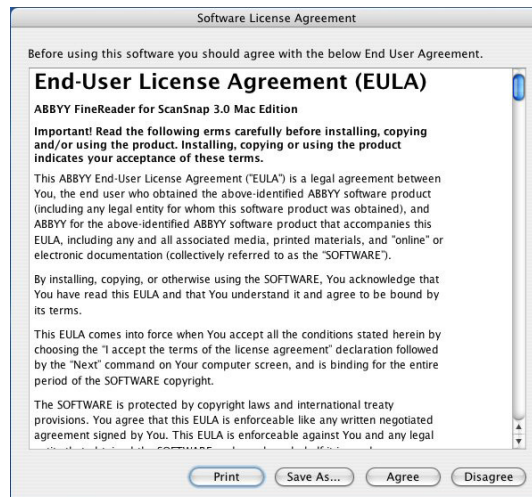 Software License Agreement
Before using this software you should agree with the below End User Agreement.
End-User License Agreement (EULA)
ABBYY FineReader for ScanSnap 3.0 Mac Edition
Important! Read the following erms carefully before installing, copying
and/or using the product. Installing, copying or using the product
indicates your acceptance of these terms.
This ABBYY End-User License Agreement ("EULA") is a legal agreement between
You, the end user who obtained the above-identified ABBYY software product
(including any legal entity for whom this software product was obtained), and
ABBYY for the above-identified ABBYY software product that accompanies this
EULA, including any and all associated media, printed materials, and "online" or
electronic documentation (collectively referred to as the "SOFTWARE").
By installing, copying, or otherwise using the SOFTWARE, You acknowledge that
You have read this EULA and that You understand it and agree to be bound by
its terms.
This EULA comes into force when You accept all the conditions stated herein by
choosing the "I accept the terms of the license agreement" declaration followed
by the "Next" command on Your computer screen, and is binding for the entire
period of the SOFTWARE copyright.
The SOFTWARE is protected by copyright laws and international treaty
provisions. You agree that this EULA is enforceable like any written negotiated
agreement signed by You. This EULA is enforceable against You and any legal
Print Save As... Agree Disagree